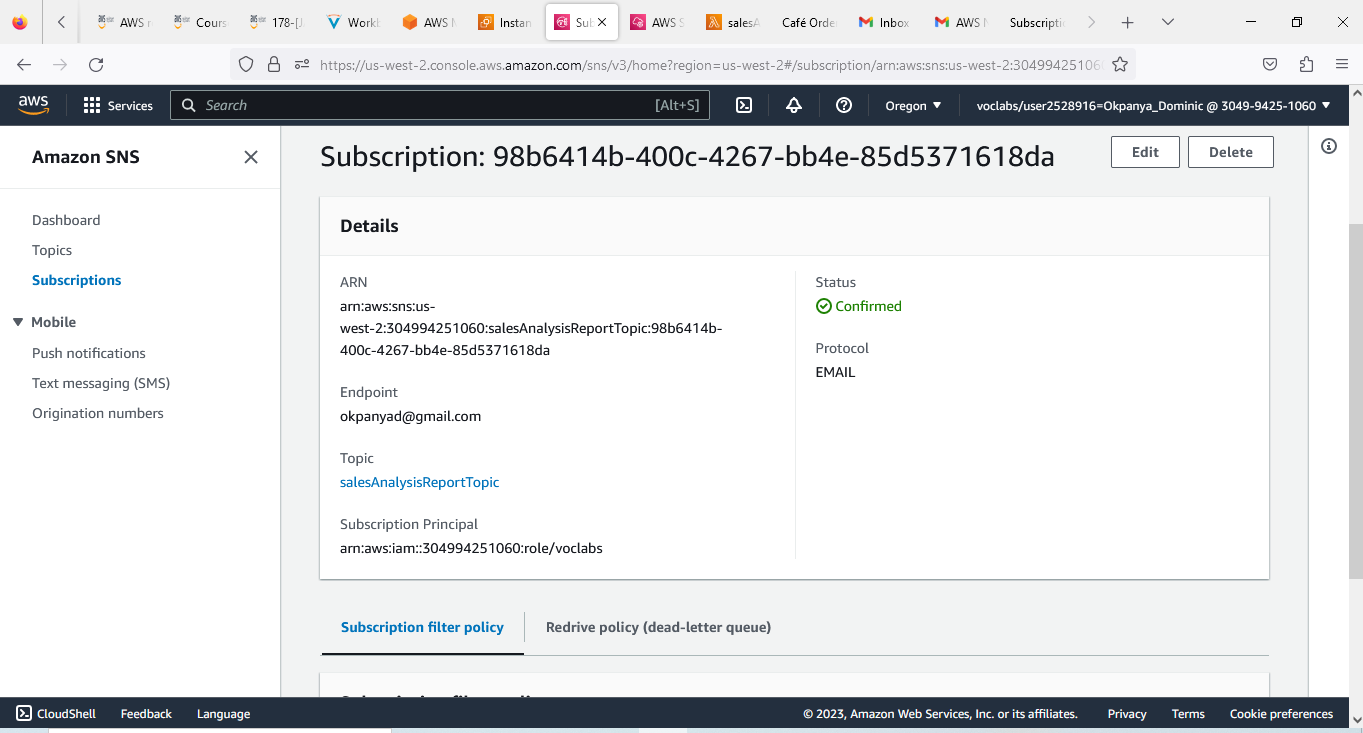 AWS r
Cours
178-[J
Workb
AWS M
Instan
Sub
AWS S
salesA
Café Orde
Inbox
AWS N
Subscriptio
https://us-west-2.console.aws.amazon.com/sns/v3/home?region=us-west-2#/subscription/arn:aws:sns:us-west-2:304994251060
aws
Services
Search
[Alt+S]
Oregon
voclabs/user2528916=Okpanya_Dominic @ 3049-9425-1060
Amazon SNS
Dashboard
Topics
Subscriptions
Mobile
Push notifications
Text messaging (SMS)
Origination numbers
Subscription: 98b6414b-400c-4267-bb4e-85d5371618da
Edit
Delete
Details
ARN
arn:aws:sns:us-
west-2:304994251060:salesAnalysisReportTopic:98b6414b-
400c-4267-bb4e-85d5371618da
Endpoint
okpanyad@gmail.com
Topic
salesAnalysisReportTopic
Subscription Principal
arn:aws:iam::304994251060:role/voclabs
Status
Confirmed
Protocol
EMAIL
Subscription filter policy
Redrive policy (dead-letter queue)
CloudShell
Feedback
Language
© 2023, Amazon Web Services, Inc. or its affiliates.
Privacy
Terms
Cookie preferences